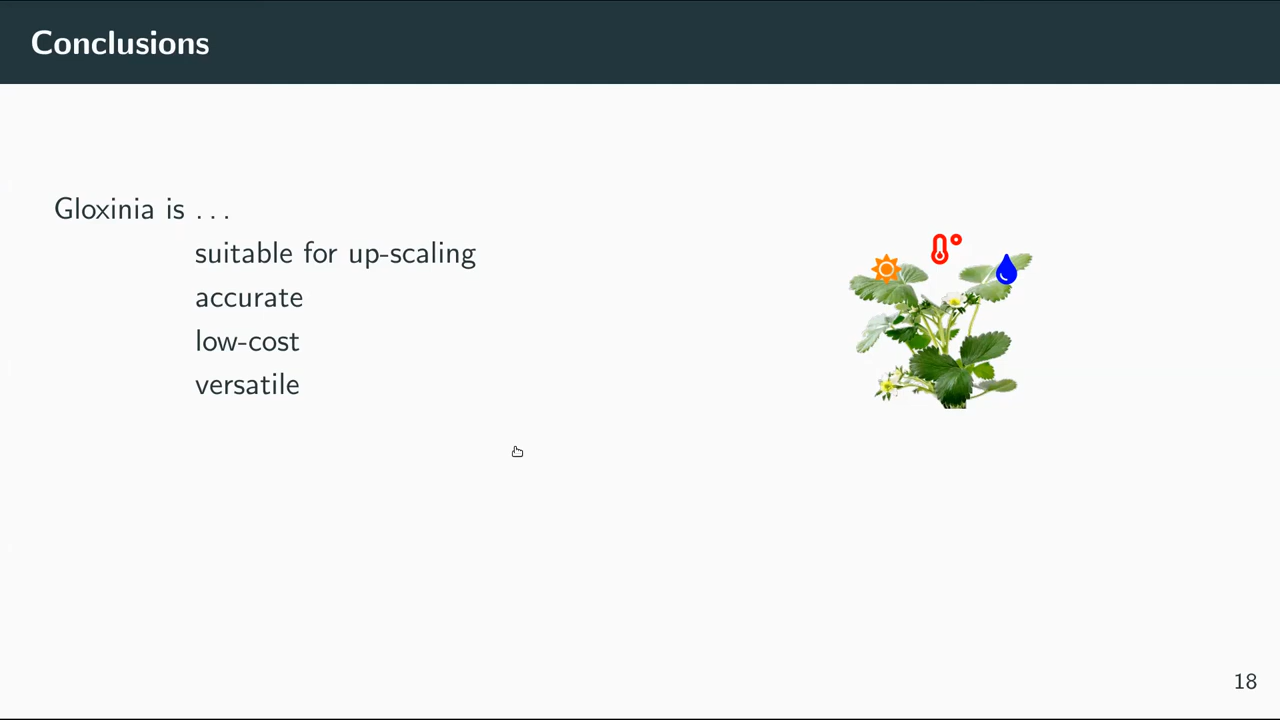 Conclusions
Gloxinia is . . .
suitable for up-scaling
accurate
low-cost
versatile
18